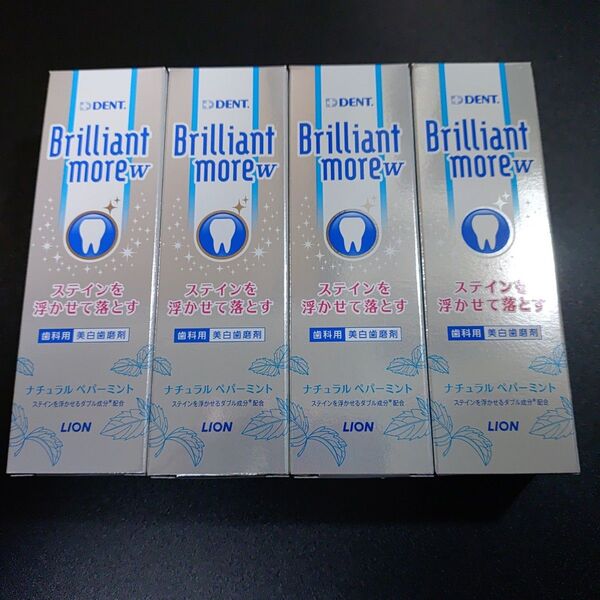 DENT.
Brilliant
more W
ステインを
浮かせて落とす
歯科用 美白歯磨剤
ナチュラル ペパーミント
ステインを浮かせるダブル成分*配合
LION
DENT.
Brilliant
more W
ステインを
浮かせて落とす
歯科用 美白歯磨剤
ナチュラル ペパーミント
ステインを浮かせるダブル成分*配合
LION
DENT.
Brilliant
more W
ステインを
浮かせて落とす
歯科用 美白歯磨剤
ナチュラル ペパーミント
ステインを浮かせるダブル成分*配合
LION
DENT.
Brilliant
more W
ステインを
浮かせて落とす
歯科用 美白歯磨剤
ナチュラル ペパーミント
ステインを浮かせるダブル成分*配合
LION